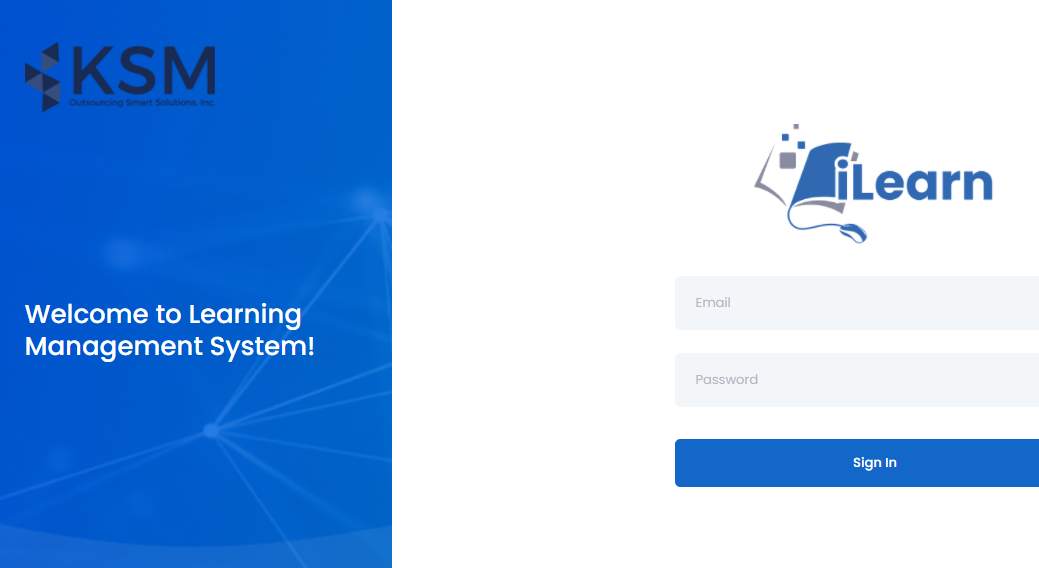 KSM
Outsourcing Smart Solutions, Inc.
Welcome to Learning
Management System!
iLearn
Email
Password
Sign In